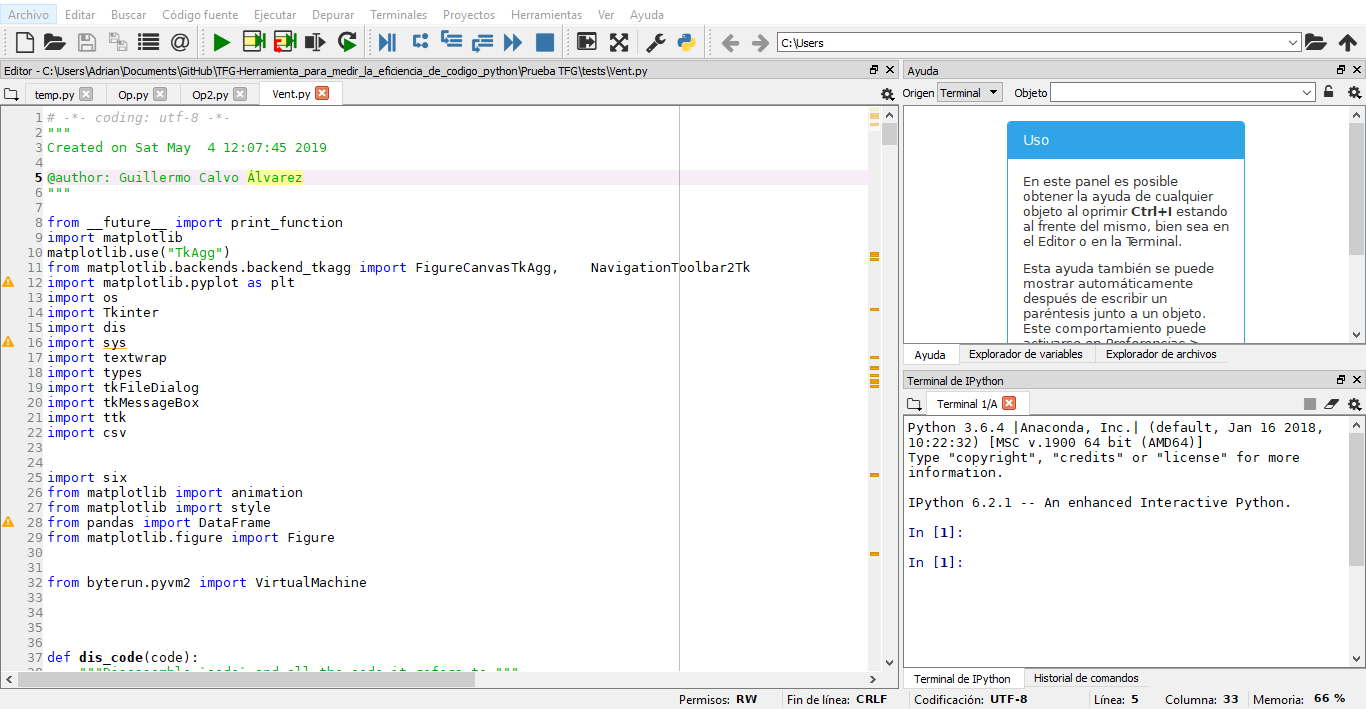 Archivo Editar Buscar Código fuente Ejecutar Depurar Terminales Proyectos Herramientas Ver Ayuda
C:\Users
Editor - C:\Users\Adrian\Documents\GitHub\TFG-Herramienta_para_medir_la_eficiencia_de_codigo_python\Prueba TFG\tests\Vent.py
temp.py Op.py Op2.py Vent.py
1 # -*- coding: utf-8 -*-
2 """
3 Created on Sat May  4 12:07:45 2019
4
5 @author: Guillermo Calvo Álvarez
6 """
7
8 from __future__ import print_function
9 import matplotlib
10 matplotlib.use("TkAgg")
11 from matplotlib.backends.backend_tkagg import FigureCanvasTkAgg,    NavigationToolbar2Tk
12 import matplotlib.pyplot as plt
13 import os
14 import Tkinter
15 import dis
16 import sys
17 import textwrap
18 import types
19 import tkFileDialog
20 import tkMessageBox
21 import ttk
22 import csv
23
24
25 import six
26 from matplotlib import animation
27 from matplotlib import style
28 from pandas import DataFrame
29 from matplotlib.figure import Figure
30
31
32 from byterun.pyvm2 import VirtualMachine
33
34
35
36
37 def dis_code(code):
38 """Disassemble `code` and all the code it refers to."""
Ayuda
Origen Terminal Objeto
Uso
En este panel es posible
obtener la ayuda de cualquier
objeto al oprimir Ctrl+I estando
al frente del mismo, bien sea en
el Editor o en la Terminal.
Esta ayuda también se puede
mostrar automáticamente
después de escribir un
paréntesis junto a un objeto.
Este comportamiento puede
activarse en Preferencias >
Ayuda Explorador de variables Explorador de archivos
Terminal de IPython
Terminal 1/A
Python 3.6.4 |Anaconda, Inc.| (default, Jan 16 2018,
10:22:32) [MSC v.1900 64 bit (AMD64)]
Type "copyright", "credits" or "license" for more
information.
IPython 6.2.1 -- An enhanced Interactive Python.
In [1]:
In [1]:
Terminal de IPython Historial de comandos
Permisos: RW Fin de línea: CRLF Codificación: UTF-8 Línea: 5 Columna: 33 Memoria: 66 %